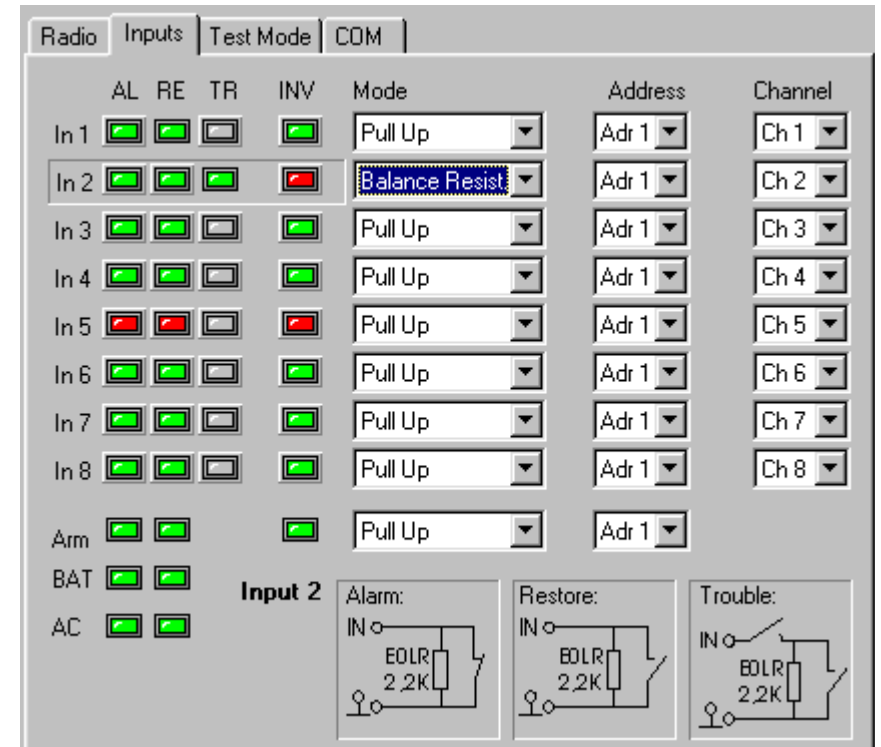 Radio Inputs Test Mode COM
AL RE TR INV Mode Address Channel
In 1 Pull Up Adr 1 Ch 1
In 2 Balance Resist Adr 1 Ch 2
In 3 Pull Up Adr 1 Ch 3
In 4 Pull Up Adr 1 Ch 4
In 5 Pull Up Adr 1 Ch 5
In 6 Pull Up Adr 1 Ch 6
In 7 Pull Up Adr 1 Ch 7
In 8 Pull Up Adr 1 Ch 8
Arm Pull Up Adr 1
BAT
AC
Input 2
Alarm:
IN
EOLR
2,2K
Restore:
IN
EOLR
2,2K
Trouble:
IN
EOLR
2,2K